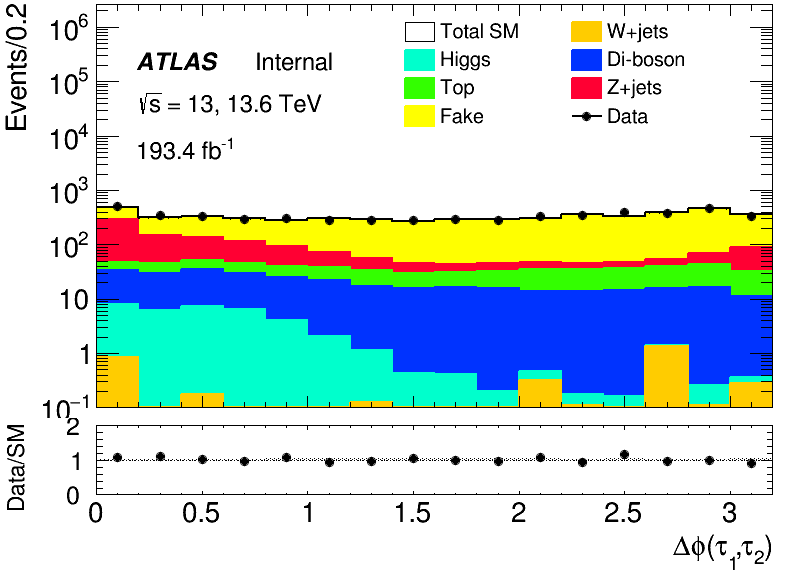 Events/0.2
10^6
10^5
10^4
10^3
10^2
10
1
10^-1
ATLAS Internal
√s = 13, 13.6 TeV
193.4 fb^-1
Total SM
Higgs
Top
Fake
W+jets
Di-boson
Z+jets
Data
Data/SM
2
1
0
0 0.5 1 1.5 2 2.5 3
Δϕ(τ_1,τ_2)